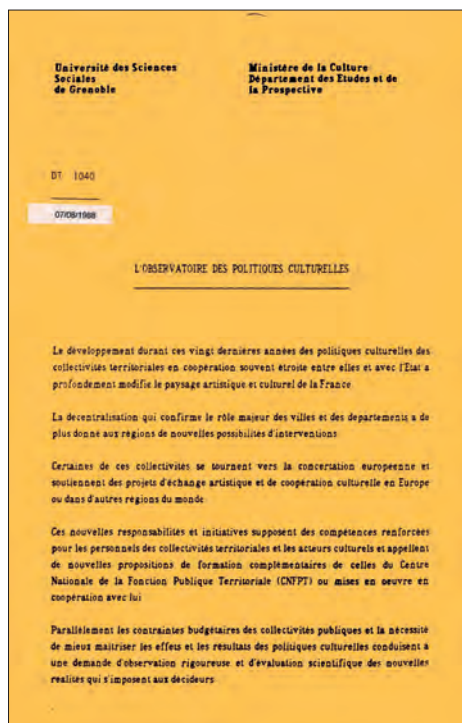 Université des Sciences
Sociales
de Grenoble
Ministère de la Culture
Département des Etudes et de
la Prospective
DT 1040
07/08/1988
L'OBSERVATOIRE DES POLITIQUES CULTURELLES
Le développement durant ces vingt dernières années des politiques culturelles des
collectivités territoriales en coopération souvent étroite entre elles et avec l'Etat a
profondement modifié le paysage artistique et culturel de la France
La decentralisation qui confirme le rôle majeur des villes et des departements a de
plus donné aux régions de nouvelles possibilités d'interventions
Certaines de ces collectivités se tournent vers la concertation europeenne et
soutiennent des projets d'échange artistique et de coopération culturelle en Europe
ou dans d'autres régions du monde
Ces nouvelles responsabilités et initiatives supposent des compétences renforcées
pour les personnels des collectivités territoriales et les acteurs culturels et appellent
de nouvelles propositions de formation complémentaires de celles du Centre
Nationale de la Fonction Publique Territoriale (CNFPT) ou mises en oeuvre en
coopération avec lui
Parallèlement les contraintes budgétaires des collectivités publiques et la nécessité
de mieux maîtriser les effets et les résultats des politiques culturelles conduisent a
une demande d'observation rigoureuse et d'évaluation scientifique des nouvelles
réalités qui s'imposent aux décideurs